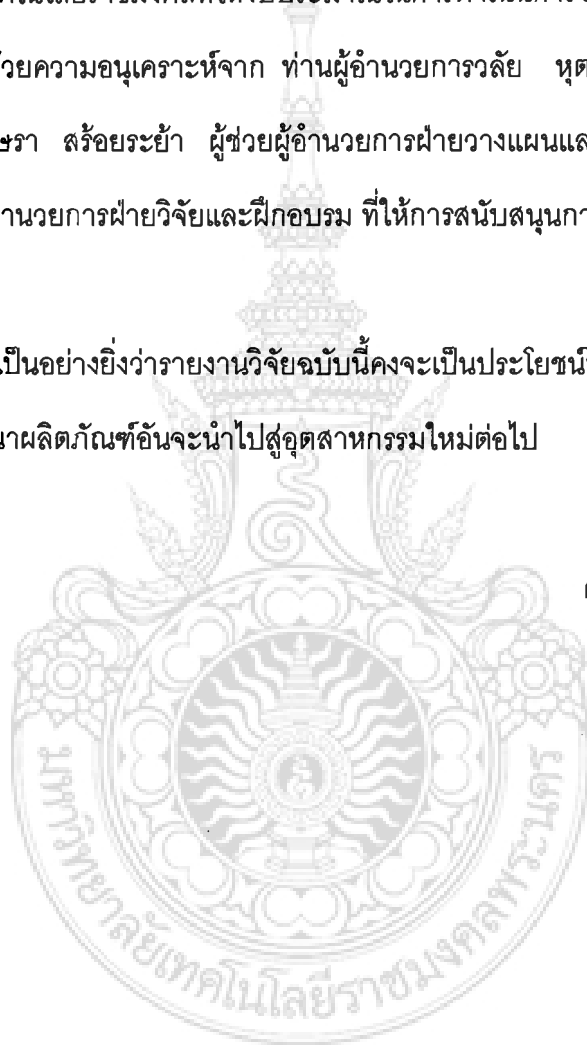 ด้วยความอนุเคราะห์จาก ท่านผู้อำนวยการวลัย หุต
ษรา สร้อยระย้า ผู้ช่วยผู้อำนวยการฝ่ายวางแผนแล
อำนวยการฝ่ายวิจัยและฝึกอบรม ที่ให้การสนับสนุนกา
เป็นอย่างยิ่งว่ารายงานวิจัยฉบับนี้คงจะเป็นประโยชน์
นาผลิตภัณฑ์อันจะนำไปสู่อุตสาหกรรมใหม่ต่อไป
มหาวิทยาลัยเทคโนโลยีราชมงคลพระนคร